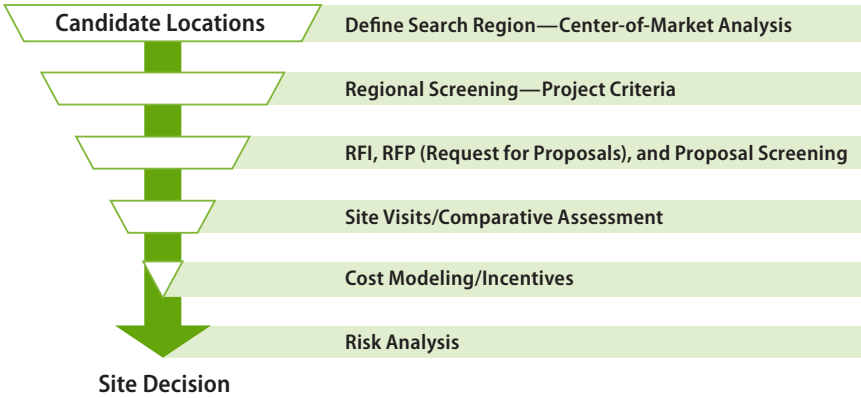 Candidate Locations
Define Search Region—Center-of-Market Analysis
Regional Screening—Project Criteria
RFI, RFP (Request for Proposals), and Proposal Screening
Site Visits/Comparative Assessment
Cost Modeling/Incentives
Risk Analysis
Site Decision